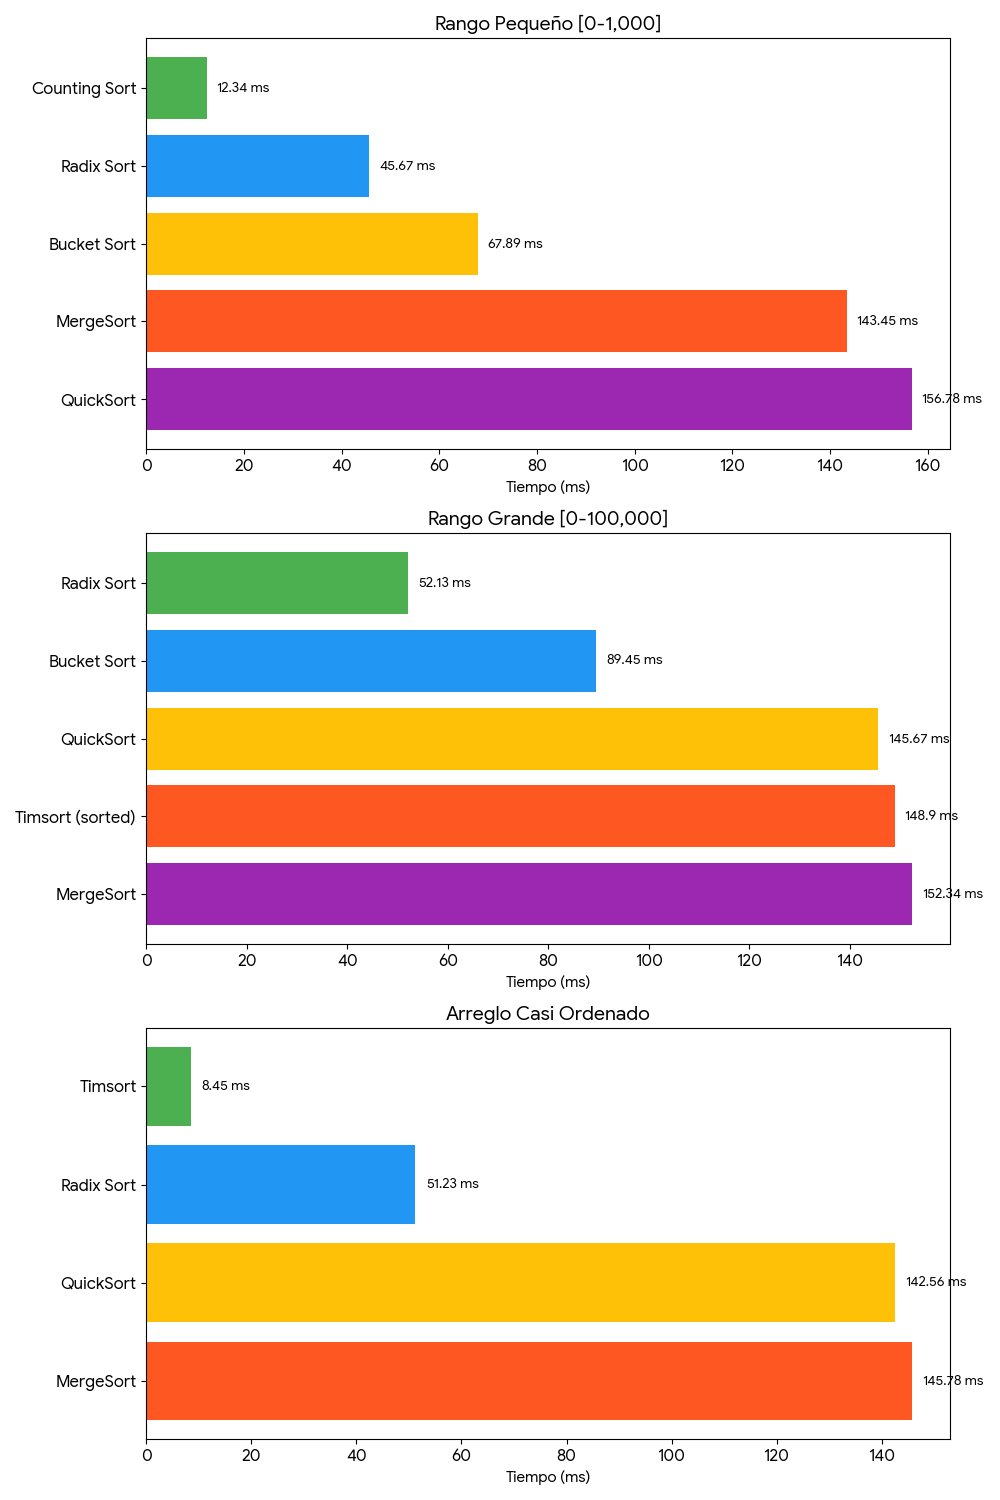 Rango Pequeño [0-1,000]
Counting Sort
12.34 ms
Radix Sort
45.67 ms
Bucket Sort
67.89 ms
MergeSort
143.45 ms
QuickSort
156.78 ms
0 20 40 60 80 100 120 140 160
Tiempo (ms)
Rango Grande [0-100,000]
Radix Sort
52.13 ms
Bucket Sort
89.45 ms
QuickSort
145.67 ms
Timsort (sorted)
148.9 ms
MergeSort
152.34 ms
0 20 40 60 80 100 120 140
Tiempo (ms)
Arreglo Casi Ordenado
Timsort
8.45 ms
Radix Sort
51.23 ms
QuickSort
142.56 ms
MergeSort
145.78 ms
0 20 40 60 80 100 120 140
Tiempo (ms)